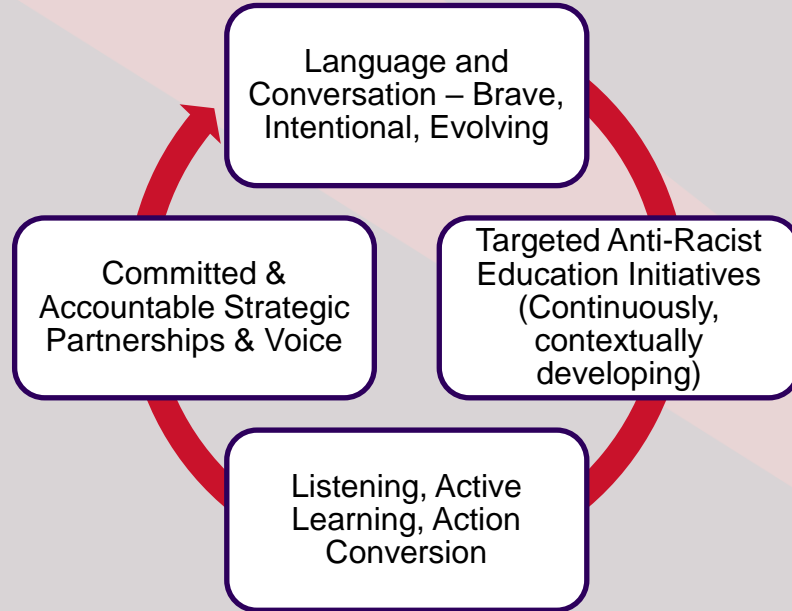 Language and
Conversation – Brave,
Intentional, Evolving
Targeted Anti-Racist
Education Initiatives
(Continuously,
contextually
developing)
Listening, Active
Learning, Action
Conversion
Committed &
Accountable Strategic
Partnerships & Voice